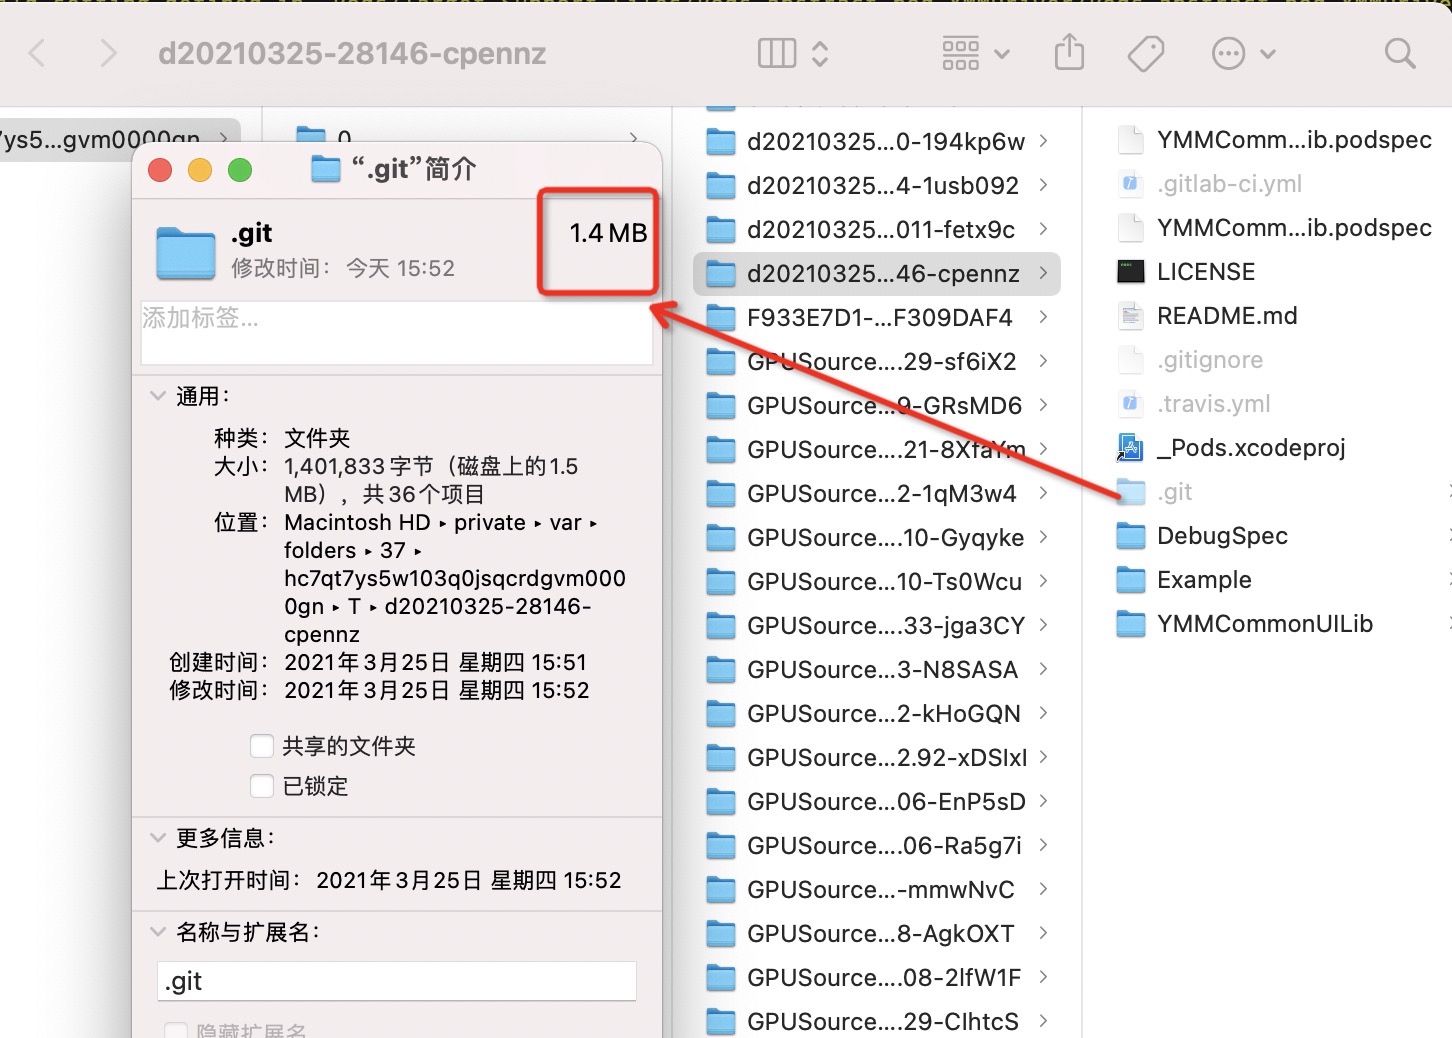 d20210325-28146-cpennz
7ys5...gvm0000gn
0
“.git”简介
.git
1.4 MB
修改时间： 今天 15:52
添加标签...
通用：
种类： 文件夹
大小： 1,401,833 字节（磁盘上的1.5
MB），共36个项目
位置： Macintosh HD ▸ private ▸ var ▸
folders ▸ 37 ▸
hc7qt7ys5w103q0jsqcrdgvm000
0gn ▸ T ▸ d20210325-28146-
cpennz
创建时间： 2021年3月25日 星期四 15:51
修改时间： 2021年3月25日 星期四 15:52
共享的文件夹
已锁定
更多信息：
上次打开时间： 2021年3月25日 星期四 15:52
名称与扩展名：
.git
隐藏扩展名
d20210325...0-194kp6w
d20210325...4-1usb092
d20210325...011-fetx9c
d20210325...46-cpennz
F933E7D1-...F309DAF4
GPUSource....29-sf6iX2
GPUSource...9-GRsMD6
GPUSource....21-8XfaYm
GPUSource...2-1qM3w4
GPUSource....10-Gyqyke
GPUSource....10-Ts0Wcu
GPUSource....33-jga3CY
GPUSource...3-N8SASA
GPUSource...2-kHoGQN
GPUSource...2.92-xDSlxI
GPUSource....06-EnP5sD
GPUSource....06-Ra5g7i
GPUSource...-mmwNvC
GPUSource...8-AgkOXT
GPUSource....08-2lfW1F
GPUSource....29-ClhtcS
YMMComm...ib.podspec
.gitlab-ci.yml
YMMComm...ib.podspec
LICENSE
README.md
.gitignore
.travis.yml
_Pods.xcodeproj
.git
DebugSpec
Example
YMMCommonUILib